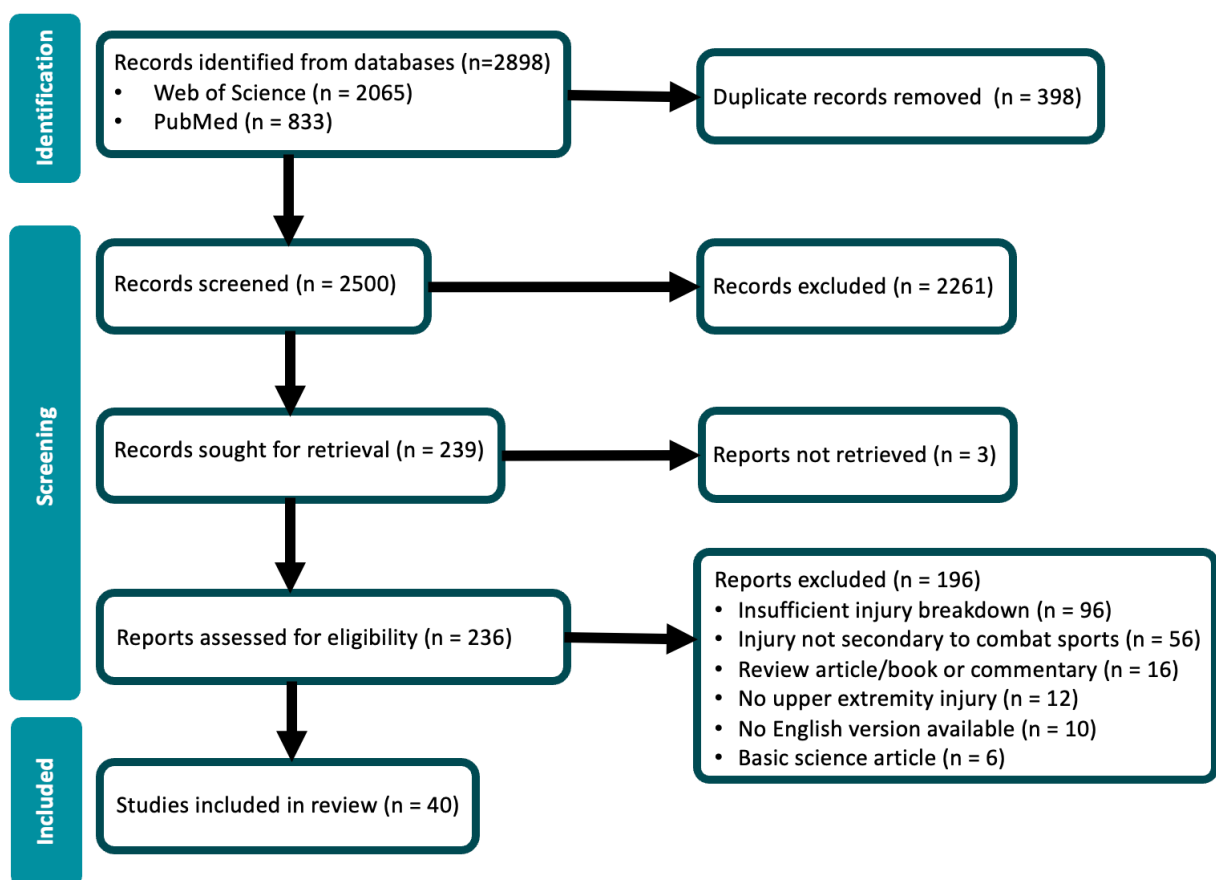 Identification
Records identified from databases (n=2898)
• Web of Science (n = 2065)
• PubMed (n = 833)
Duplicate records removed (n = 398)
Screening
Records screened (n = 2500)
Records excluded (n = 2261)
Records sought for retrieval (n = 239)
Reports not retrieved (n = 3)
Reports assessed for eligibility (n = 236)
Reports excluded (n = 196)
• Insufficient injury breakdown (n = 96)
• Injury not secondary to combat sports (n = 56)
• Review article/book or commentary (n = 16)
• No upper extremity injury (n = 12)
• No English version available (n = 10)
• Basic science article (n = 6)
Included
Studies included in review (n = 40)